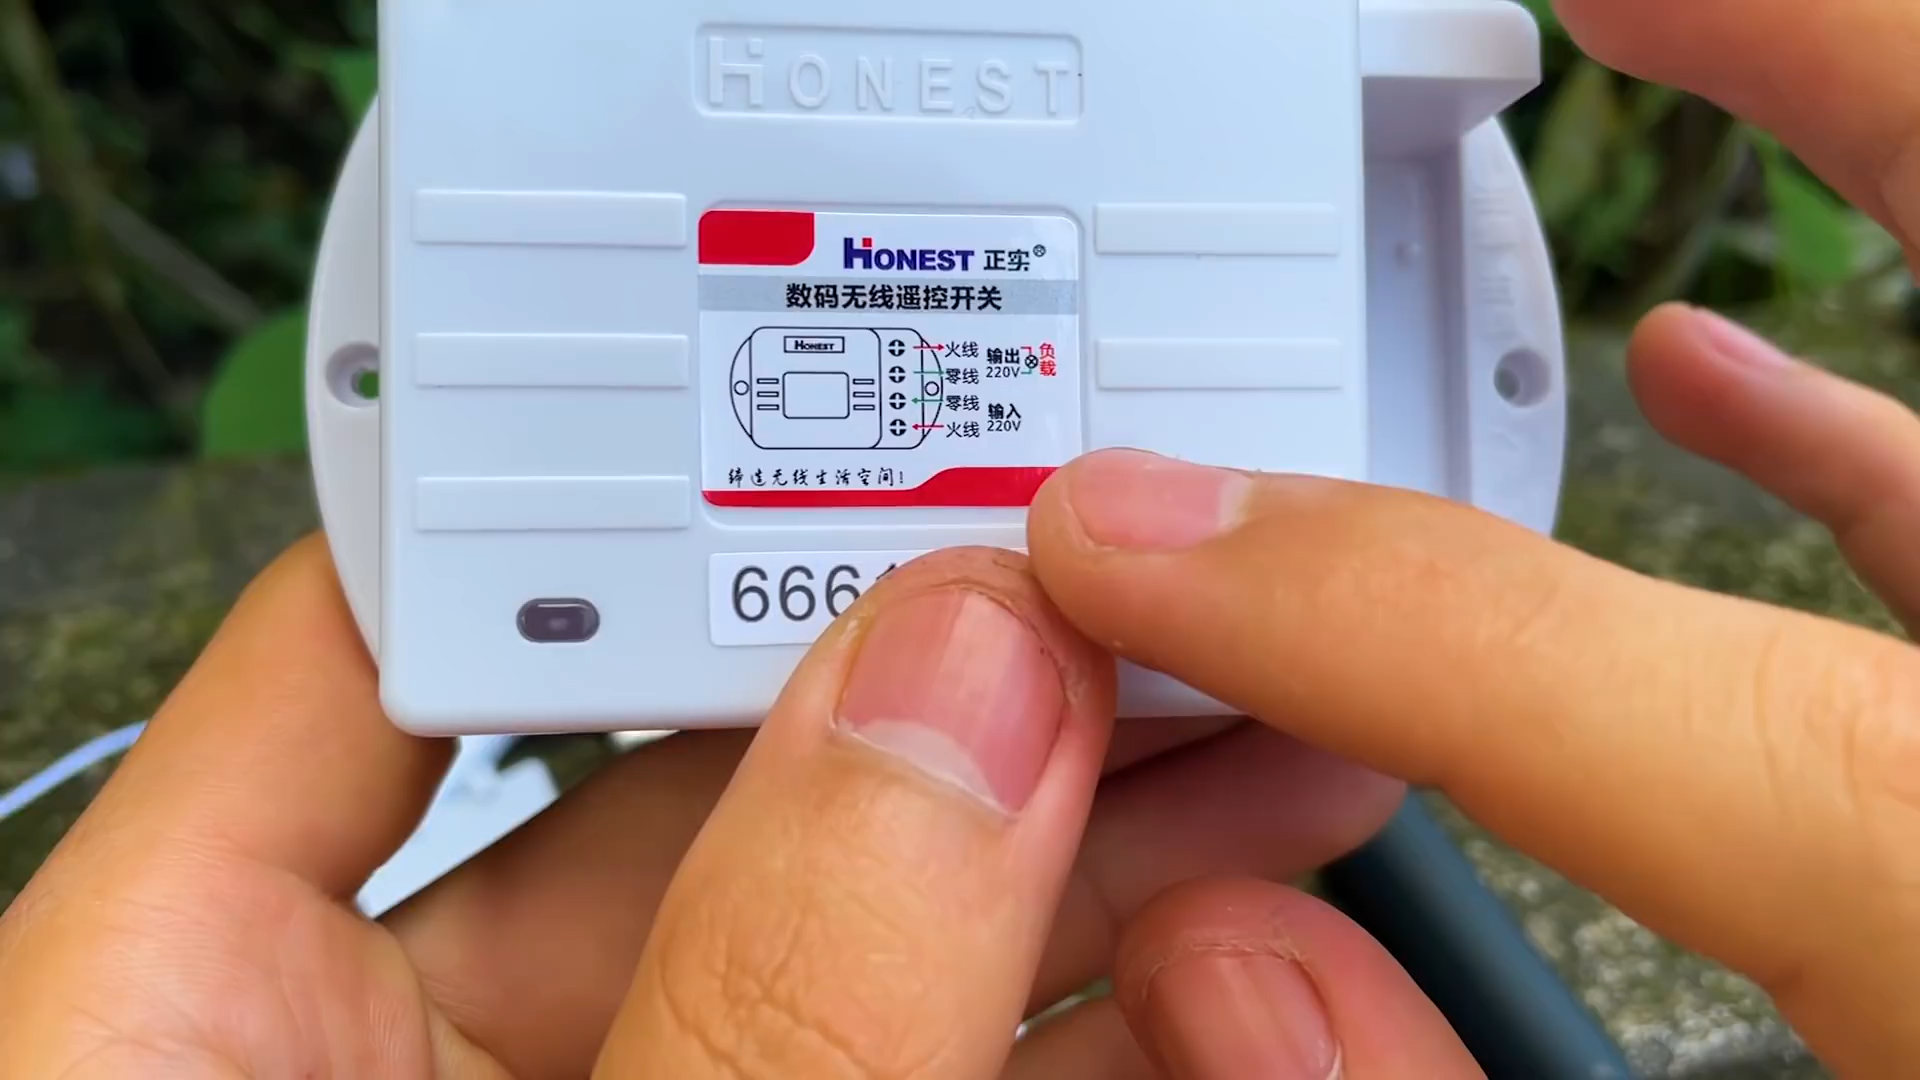 HONEST
HONEST 正实®
数码无线遥控开关
HONEST
火线
零线
输出
220V
负载
零线
火线
输入
220V
缔造无线生活空间!
666